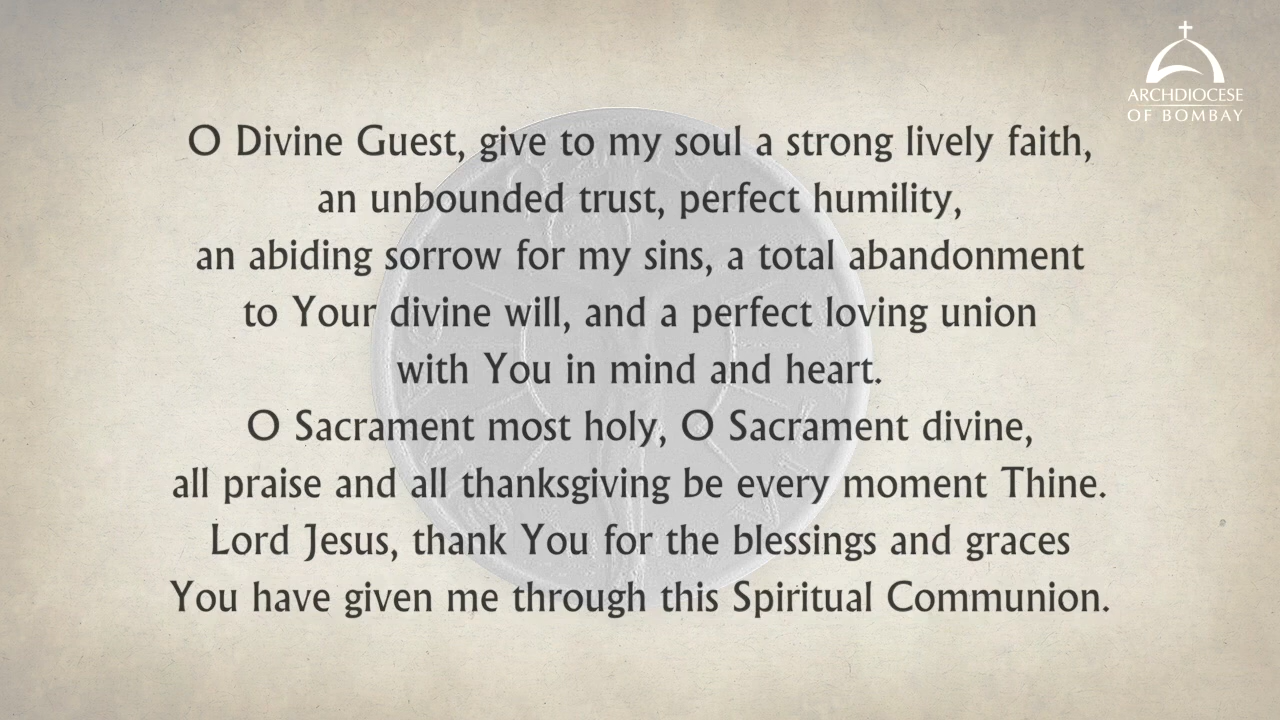 ARCHDIOCESE
OF BOMBAY
O Divine Guest, give to my soul a strong lively faith,
an unbounded trust, perfect humility,
an abiding sorrow for my sins, a total abandonment
to Your divine will, and a perfect loving union
with You in mind and heart.
O Sacrament most holy, O Sacrament divine,
all praise and all thanksgiving be every moment Thine.
Lord Jesus, thank You for the blessings and graces
You have given me through this Spiritual Communion.